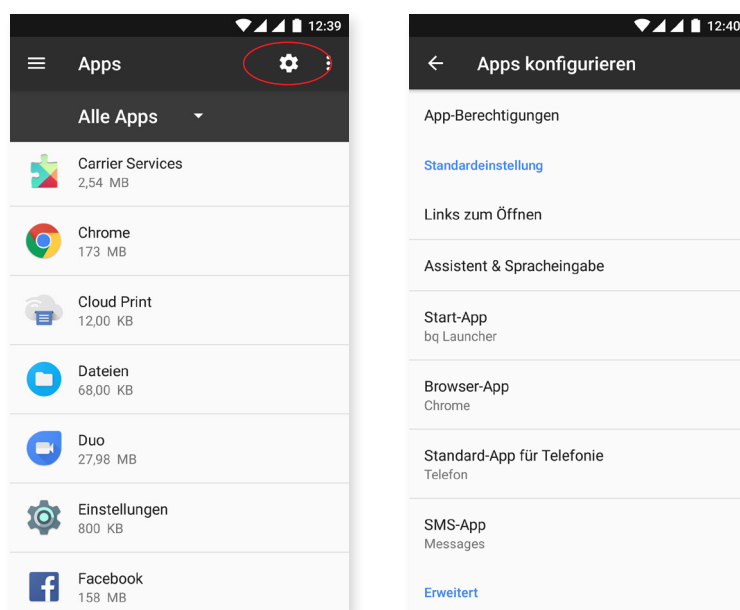 12:39
Apps
Alle Apps
Carrier Services
2,54 MB
Chrome
173 MB
Cloud Print
12,00 KB
Dateien
68,00 KB
Duo
27,98 MB
Einstellungen
800 KB
Facebook
158 MB
12:40
Apps konfigurieren
App-Berechtigungen
Standardeinstellung
Links zum Öffnen
Assistent & Spracheingabe
Start-App
bq Launcher
Browser-App
Chrome
Standard-App für Telefonie
Telefon
SMS-App
Messages
Erweitert